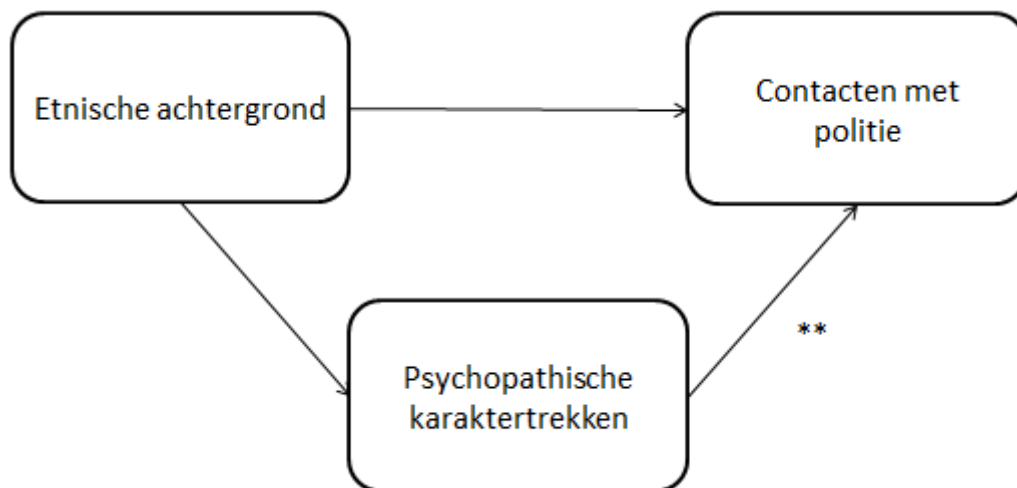 Etnische achtergrond
Contacten met
politie
**
Psychopathische
karaktertrekken